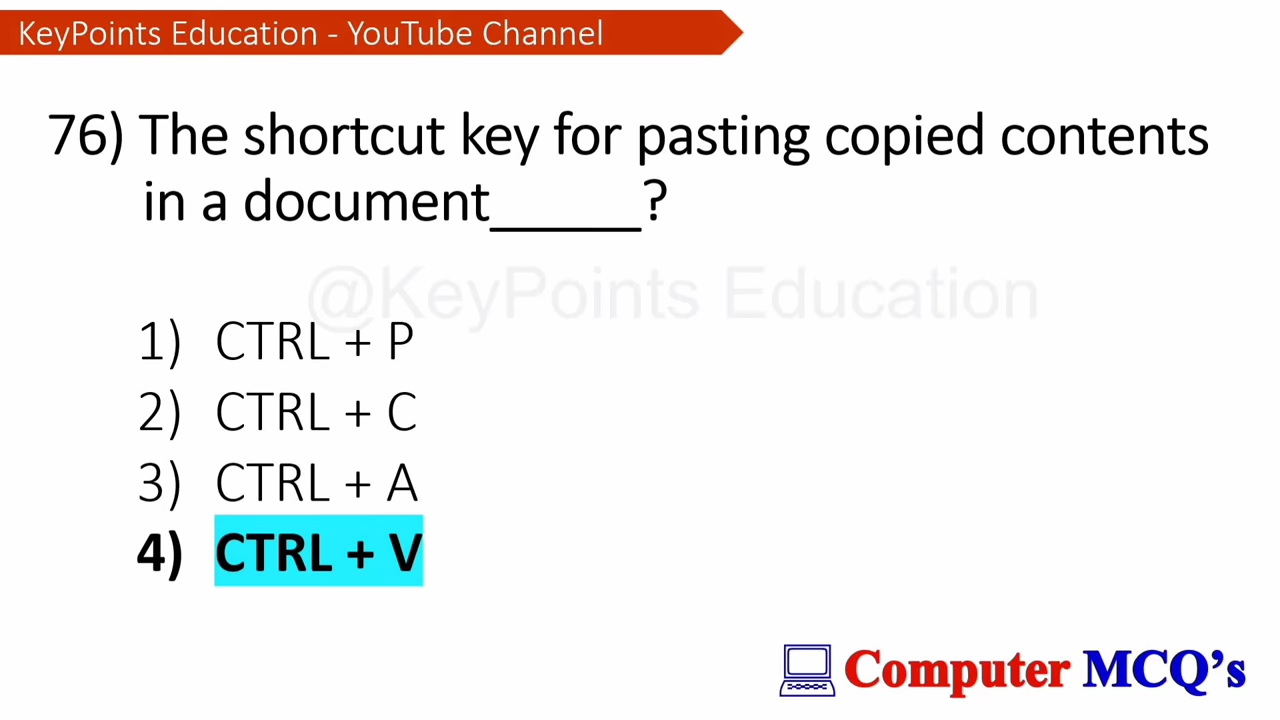 KeyPoints Education - YouTube Channel
76) The shortcut key for pasting copied contents
in a document_____?
@KeyPoints Education
1) CTRL + P
2) CTRL + C
3) CTRL + A
4) CTRL + V
Computer MCQ's